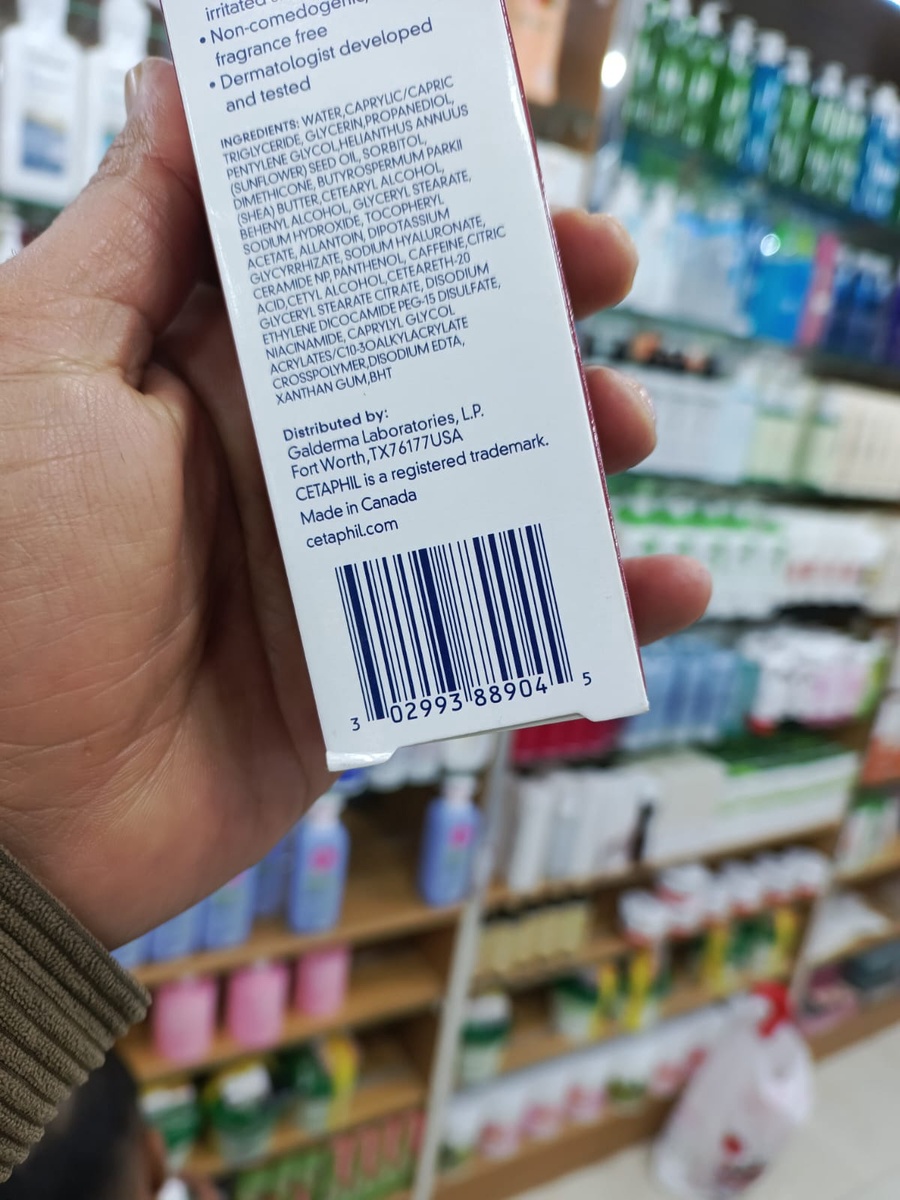 irritated
• Non-comedogenic,
fragrance free
• Dermatologist developed
and tested
INGREDIENTS: WATER,CAPRYLIC/CAPRIC
TRIGLYCERIDE, GLYCERIN,PROPANEDIOL,
PENTYLENE GLYCOL,HELIANTHUS ANNUUS
(SUNFLOWER) SEED OIL, SORBITOL,
DIMETHICONE, BUTYROSPERMUM PARKII
(SHEA) BUTTER,CETEARYL ALCOHOL,
BEHENYL ALCOHOL, GLYCERYL STEARATE,
SODIUM HYDROXIDE, TOCOPHERYL
ACETATE, ALLANTOIN, DIPOTASSIUM
GLYCYRRHIZATE, SODIUM HYALURONATE,
CERAMIDE NP, PANTHENOL, CAFFEINE,CITRIC
ACID,CETYL ALCOHOL,CETEARETH-20
GLYCERYL STEARATE CITRATE, DISODIUM
ETHYLENE DICOCAMIDE PEG-15 DISULFATE,
NIACINAMIDE, CAPRYLYL GLYCOL
ACRYLATES/C10-3OALKYLACRYLATE
CROSSPOLYMER,DISODIUM EDTA,
XANTHAN GUM,BHT
Distributed by:
Galderma Laboratories, L.P.
Fort Worth,TX76177USA
CETAPHIL is a registered trademark.
Made in Canada
cetaphil.com
3 02993 88904 5